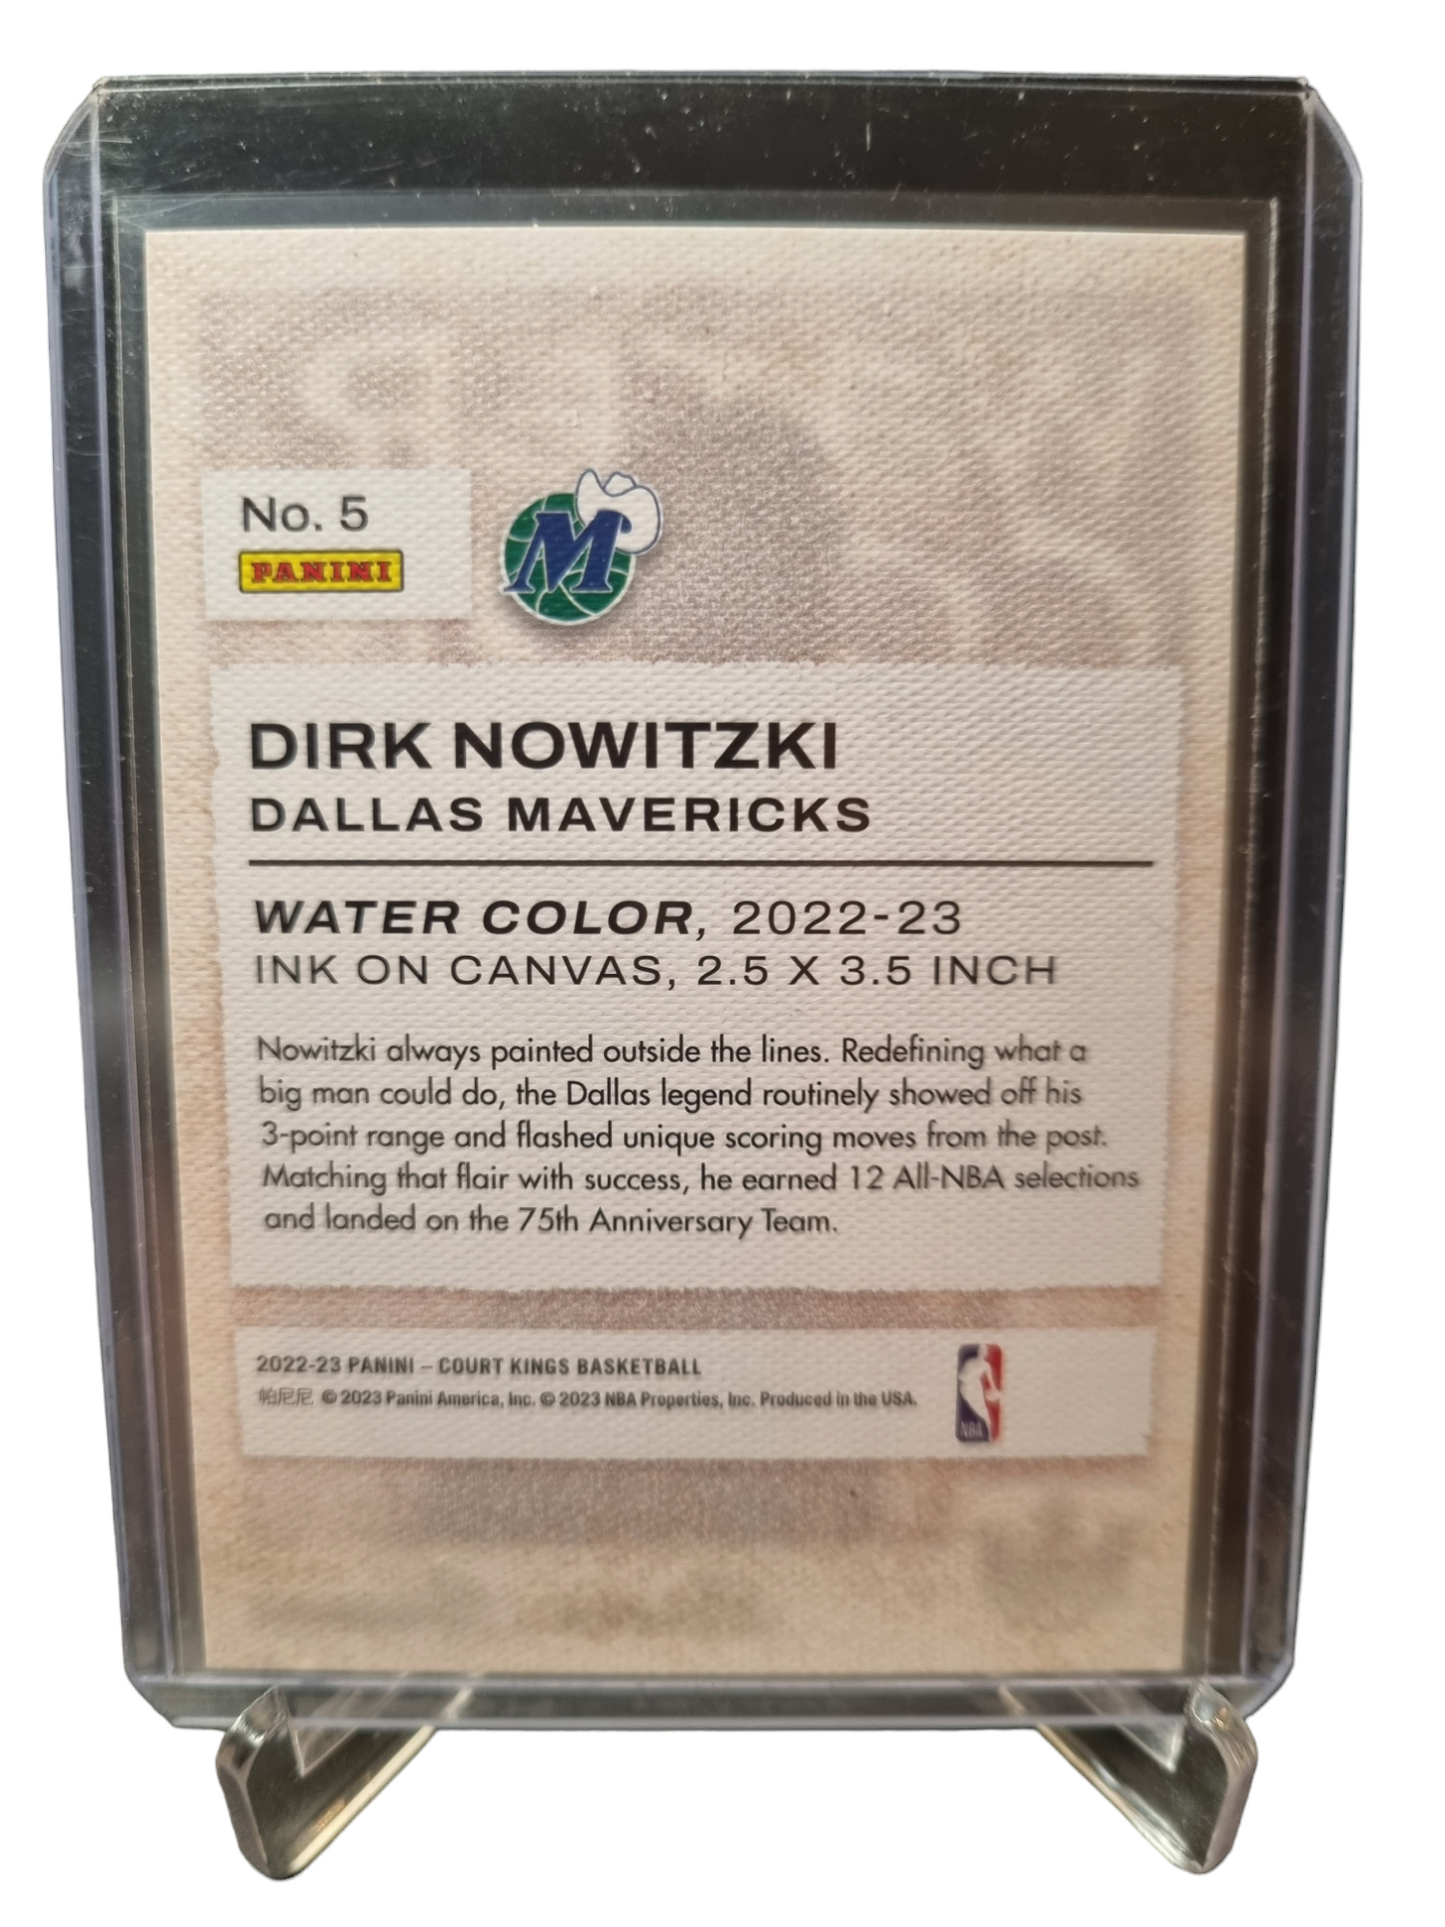 No. 5
PANINI
M
DIRK NOWITZKI
DALLAS MAVERICKS
WATER COLOR, 2022-23
INK ON CANVAS, 2.5 X 3.5 INCH
Nowitzki always painted outside the lines. Redefining what a
big man could do, the Dallas legend routinely showed off his
3-point range and flashed unique scoring moves from the post.
Matching that flair with success, he earned 12 All-NBA selections
and landed on the 75th Anniversary Team.
2022-23 PANINI – COURT KINGS BASKETBALL
帕尼尼 © 2023 Panini America, Inc. © 2023 NBA Properties, Inc. Produced in the USA.
NBA